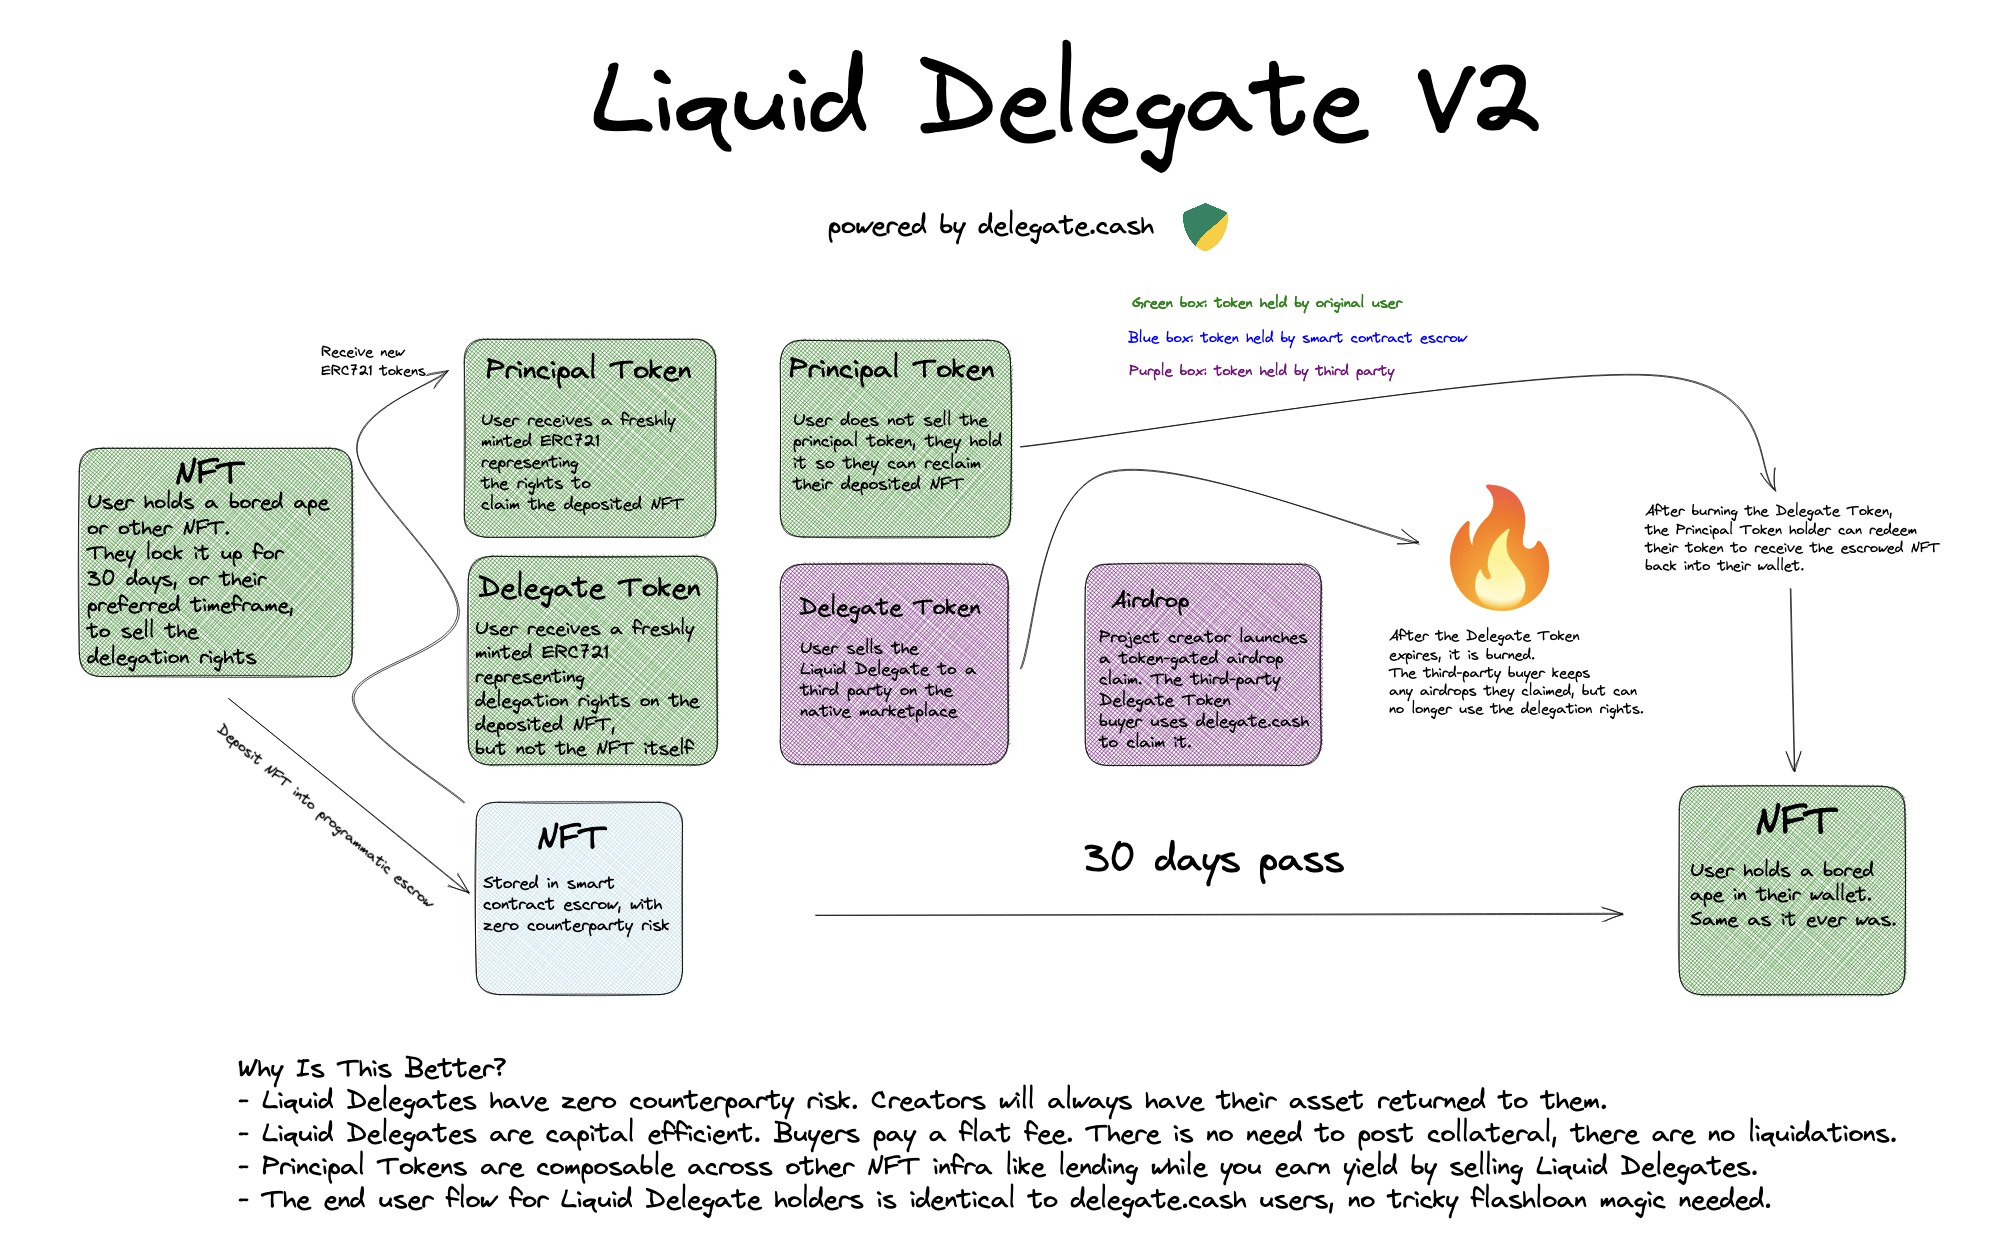 Liquid Delegate V2
powered by delegate.cash
Green box: token held by original user
Blue box: token held by smart contract escrow
Purple box: token held by third party
NFT
User holds a bored ape
or other NFT.
They lock it up for
30 days, or their
preferred timeframe,
to sell the
delegation rights
Deposit NFT into programmatic escrow
Receive new
ERC721 tokens
Principal Token
User receives a freshly
minted ERC721
representing
the rights to
claim the deposited NFT
Delegate Token
User receives a freshly
minted ERC721
representing
delegation rights on the
deposited NFT,
but not the NFT itself
NFT
Stored in smart
contract escrow, with
zero counterparty risk
Principal Token
User does not sell the
principal token, they hold
it so they can reclaim
their deposited NFT
Delegate Token
User sells the
Liquid Delegate to a
third party on the
native marketplace
Airdrop
Project creator launches
a token-gated airdrop
claim. The third-party
Delegate Token
buyer uses delegate.cash
to claim it.
After the Delegate Token
expires, it is burned.
The third-party buyer keeps
any airdrops they claimed, but can
no longer use the delegation rights.
After burning the Delegate Token,
the Principal Token holder can redeem
their token to receive the escrowed NFT
back into their wallet.
30 days pass
NFT
User holds a bored
ape in their wallet.
Same as it ever was.
Why Is This Better?
- Liquid Delegates have zero counterparty risk. Creators will always have their asset returned to them.
- Liquid Delegates are capital efficient. Buyers pay a flat fee. There is no need to post collateral, there are no liquidations.
- Principal Tokens are composable across other NFT infra like lending while you earn yield by selling Liquid Delegates.
- The end user flow for Liquid Delegate holders is identical to delegate.cash users, no tricky flashloan magic needed.